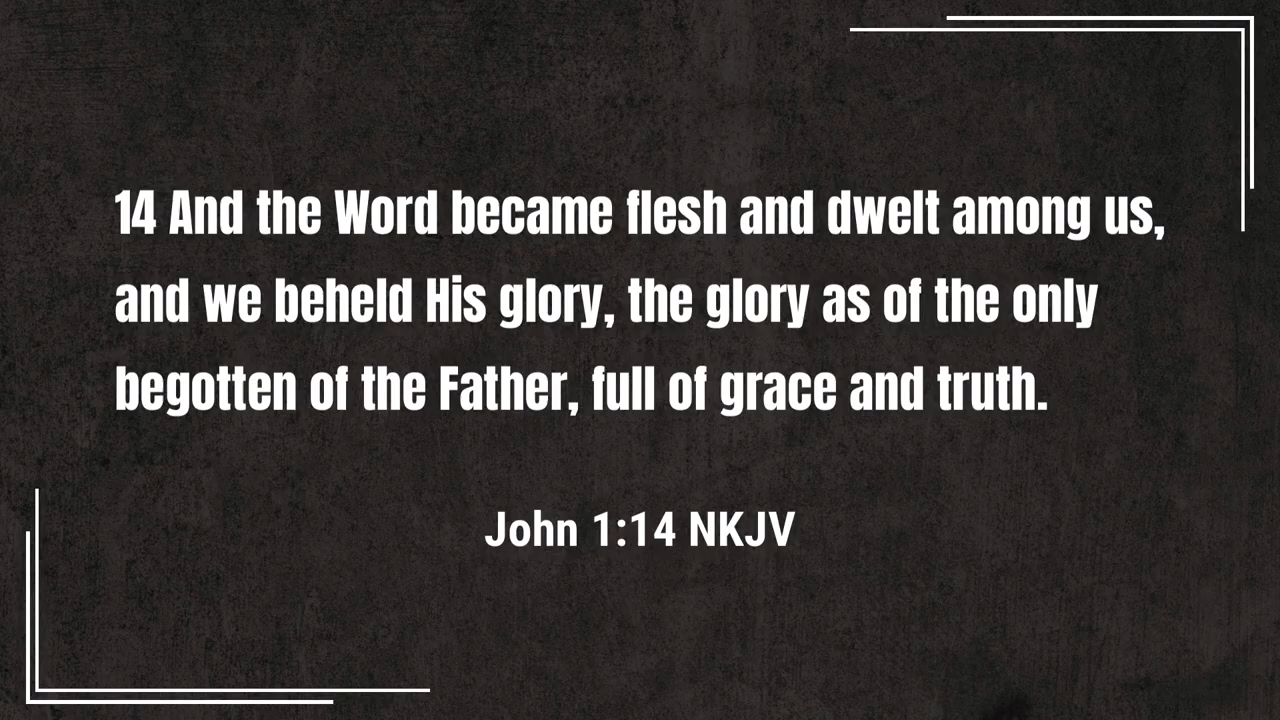 14 And the Word became flesh and dwelt among us,
and we beheld His glory, the glory as of the only
begotten of the Father, full of grace and truth.
John 1:14 NKJV